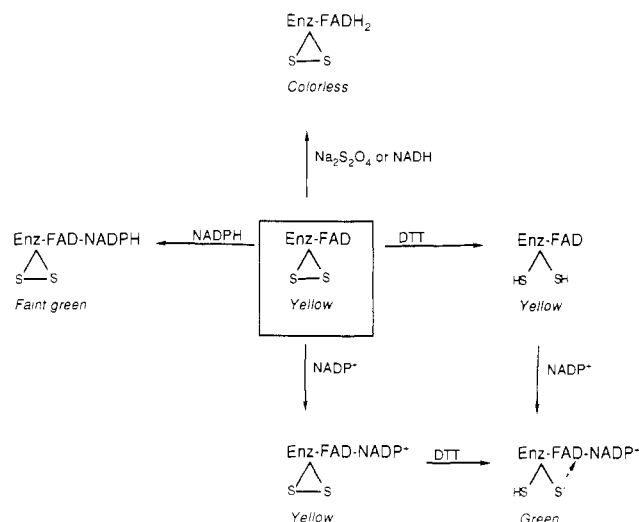 Enz-FADH₂
S S
Colorless
Na₂S₂O₄ or NADH
Enz-FAD-NADPH
S S
Faint green
NADPH
Enz-FAD
S S
Yellow
DTT
Enz-FAD
HS SH
Yellow
NADP⁺
NADP⁺
Enz-FAD-NADP⁺
S S
Yellow
DTT
Enz-FAD-NADP⁺
HS S⁻
Green